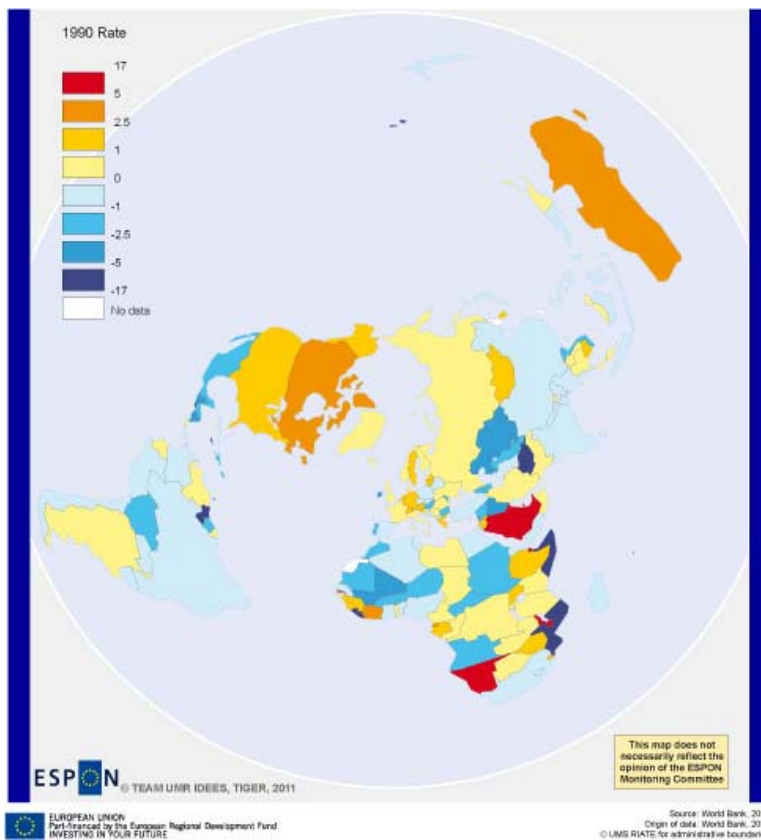 1990 Rate
17
5
2.5
1
0
-1
-2.5
-5
-17
No data
This map does not
necessarily reflect the
opinion of the ESPON
Monitoring Committee
ESPON © TEAM UMR IDEES, TIGER, 2011
EUROPEAN UNION
Part-financed by the European Regional Development Fund
INVESTING IN YOUR FUTURE
Source: World Bank, 20
Origin of data: World Bank, 20
© UMS RIATE for administrative boundar